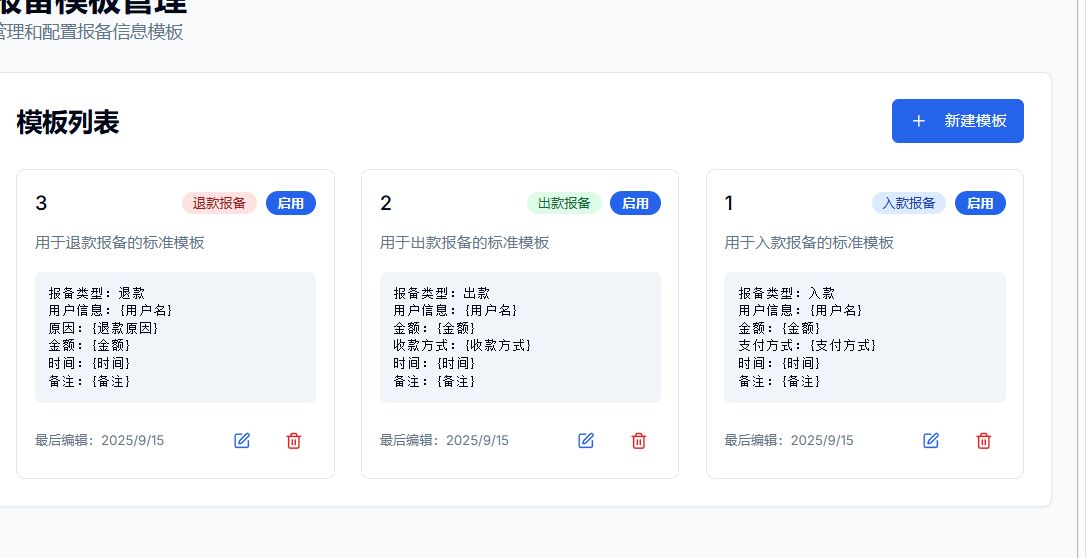 报备模板管理
管理和配置报备信息模板
模板列表
新建模板
3
退款报备
启用
用于退款报备的标准模板
报备类型: 退款
用户信息: {用户名}
原因: {退款原因}
金额: {金额}
时间: {时间}
备注: {备注}
最后编辑: 2025/9/15
2
出款报备
启用
用于出款报备的标准模板
报备类型: 出款
用户信息: {用户名}
金额: {金额}
收款方式: {收款方式}
时间: {时间}
备注: {备注}
最后编辑: 2025/9/15
1
入款报备
启用
用于入款报备的标准模板
报备类型: 入款
用户信息: {用户名}
金额: {金额}
支付方式: {支付方式}
时间: {时间}
备注: {备注}
最后编辑: 2025/9/15